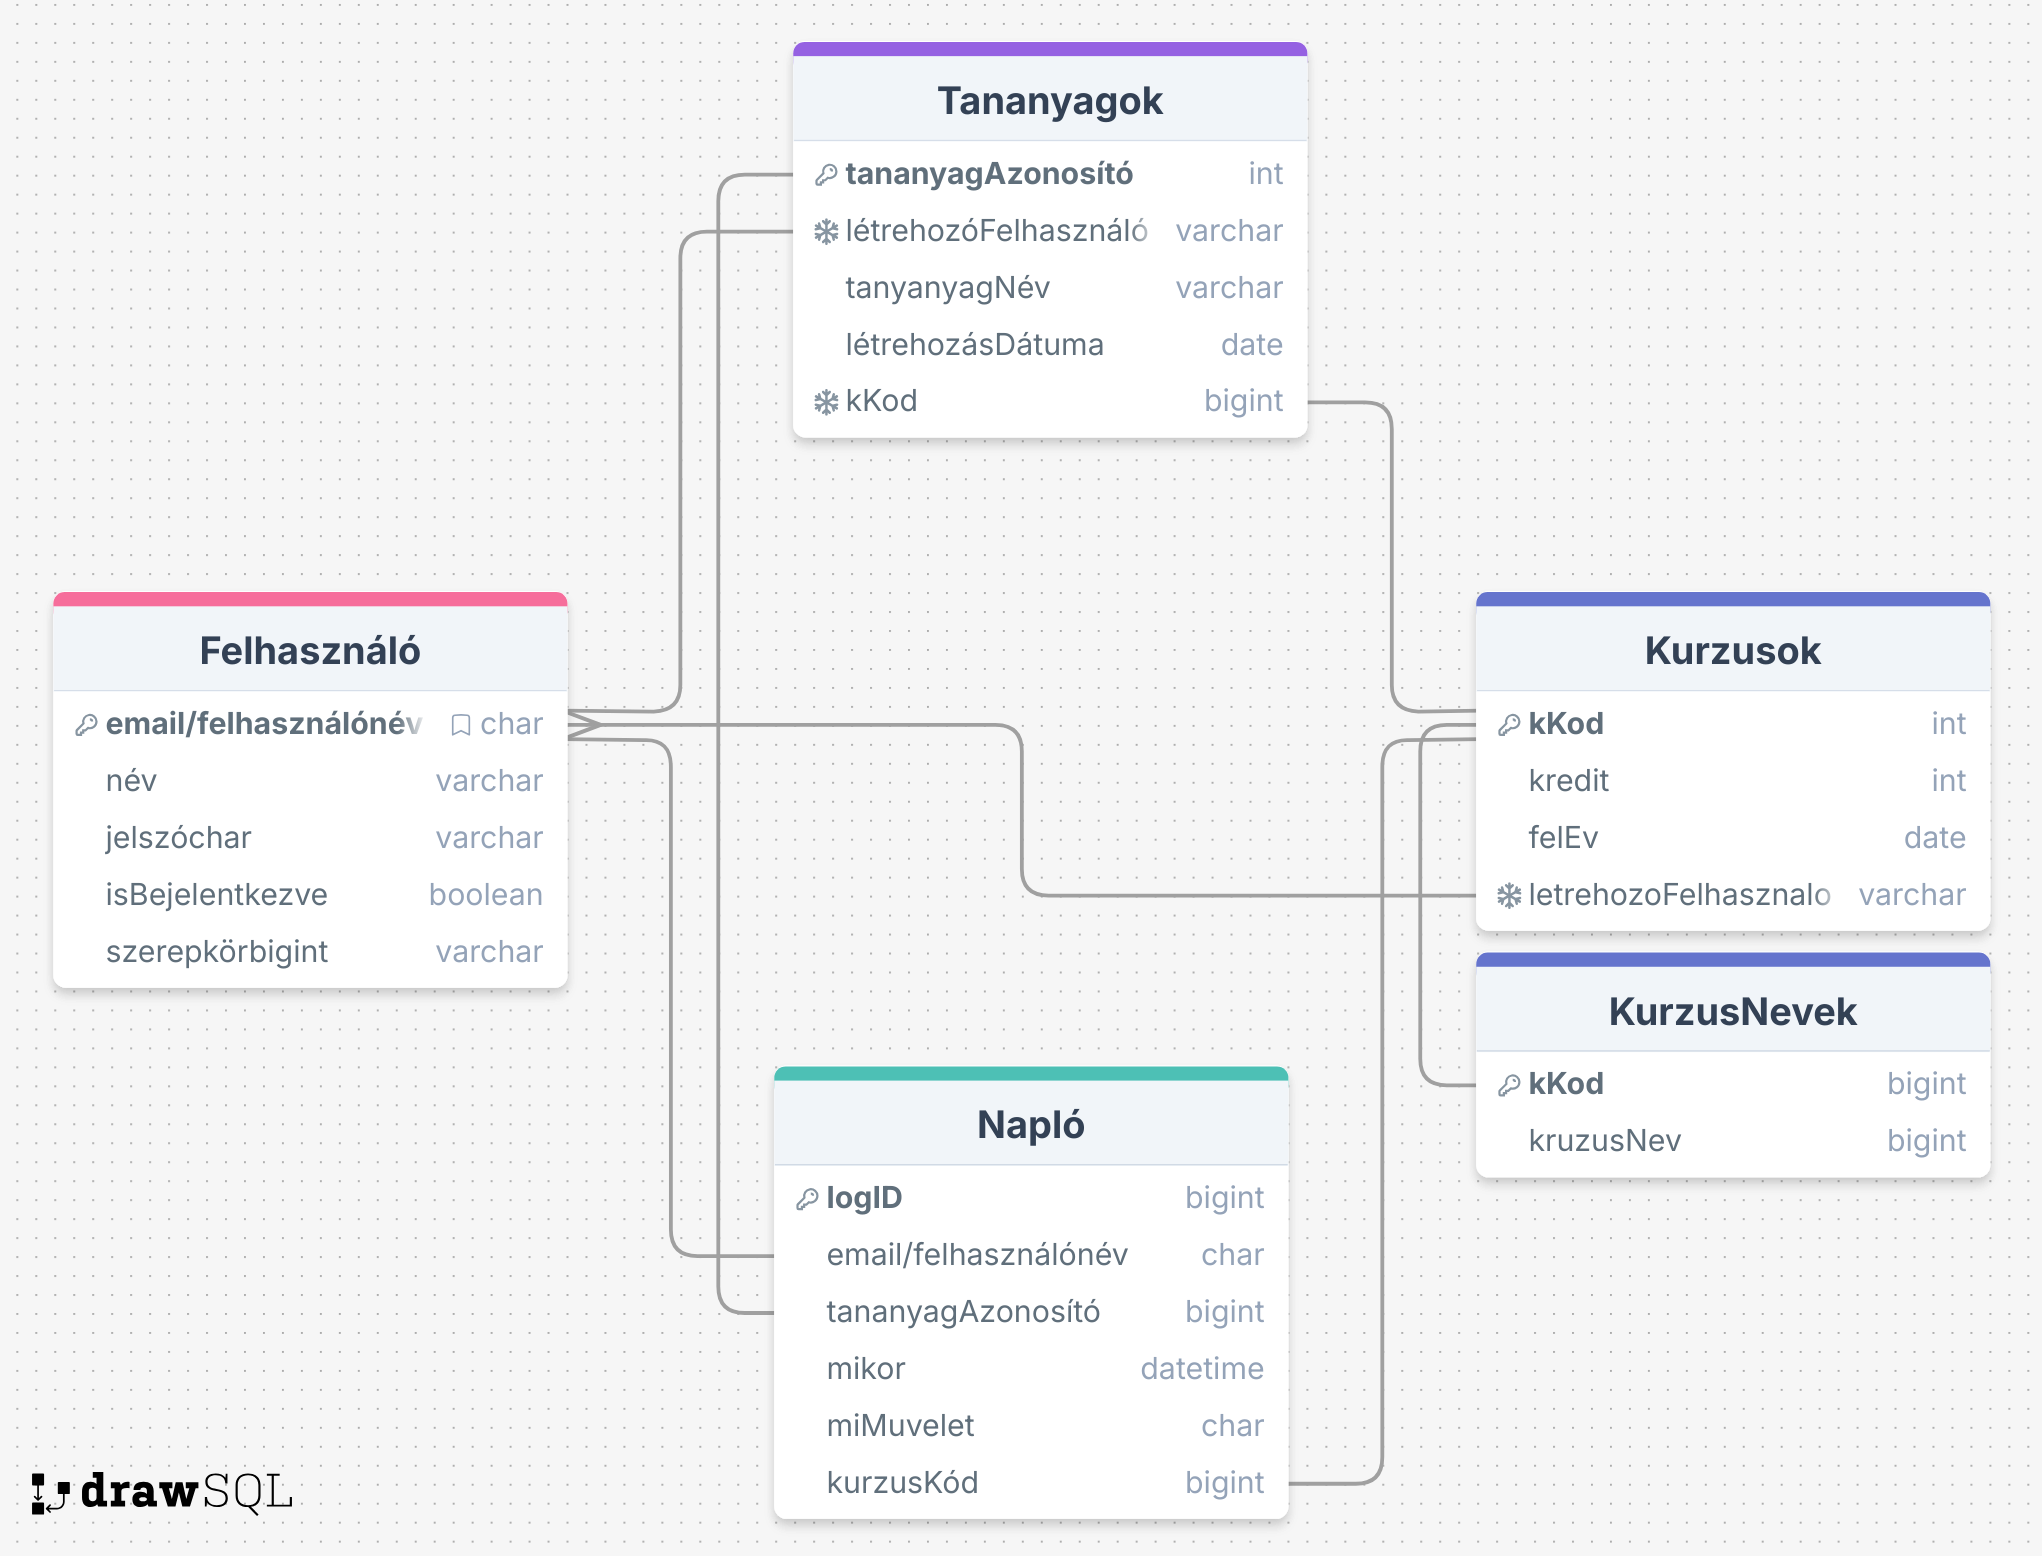 Tananyagok
tananyagAzonosító int
létrehozóFelhasználó varchar
tanyanyagNév varchar
létrehozásDátuma date
kKod bigint
Felhasználó
email/felhasználónév char
név varchar
jelszóchar varchar
isBejelentkezve boolean
szerepkörbigint varchar
Kurzusok
kKod int
kredit int
felEv date
letrehozoFelhasznalo varchar
KurzusNevek
kKod bigint
kruzusNev bigint
Napló
logID bigint
email/felhasználónév char
tananyagAzonosító bigint
mikor datetime
miMuvelet char
kurzusKód bigint
drawSQL